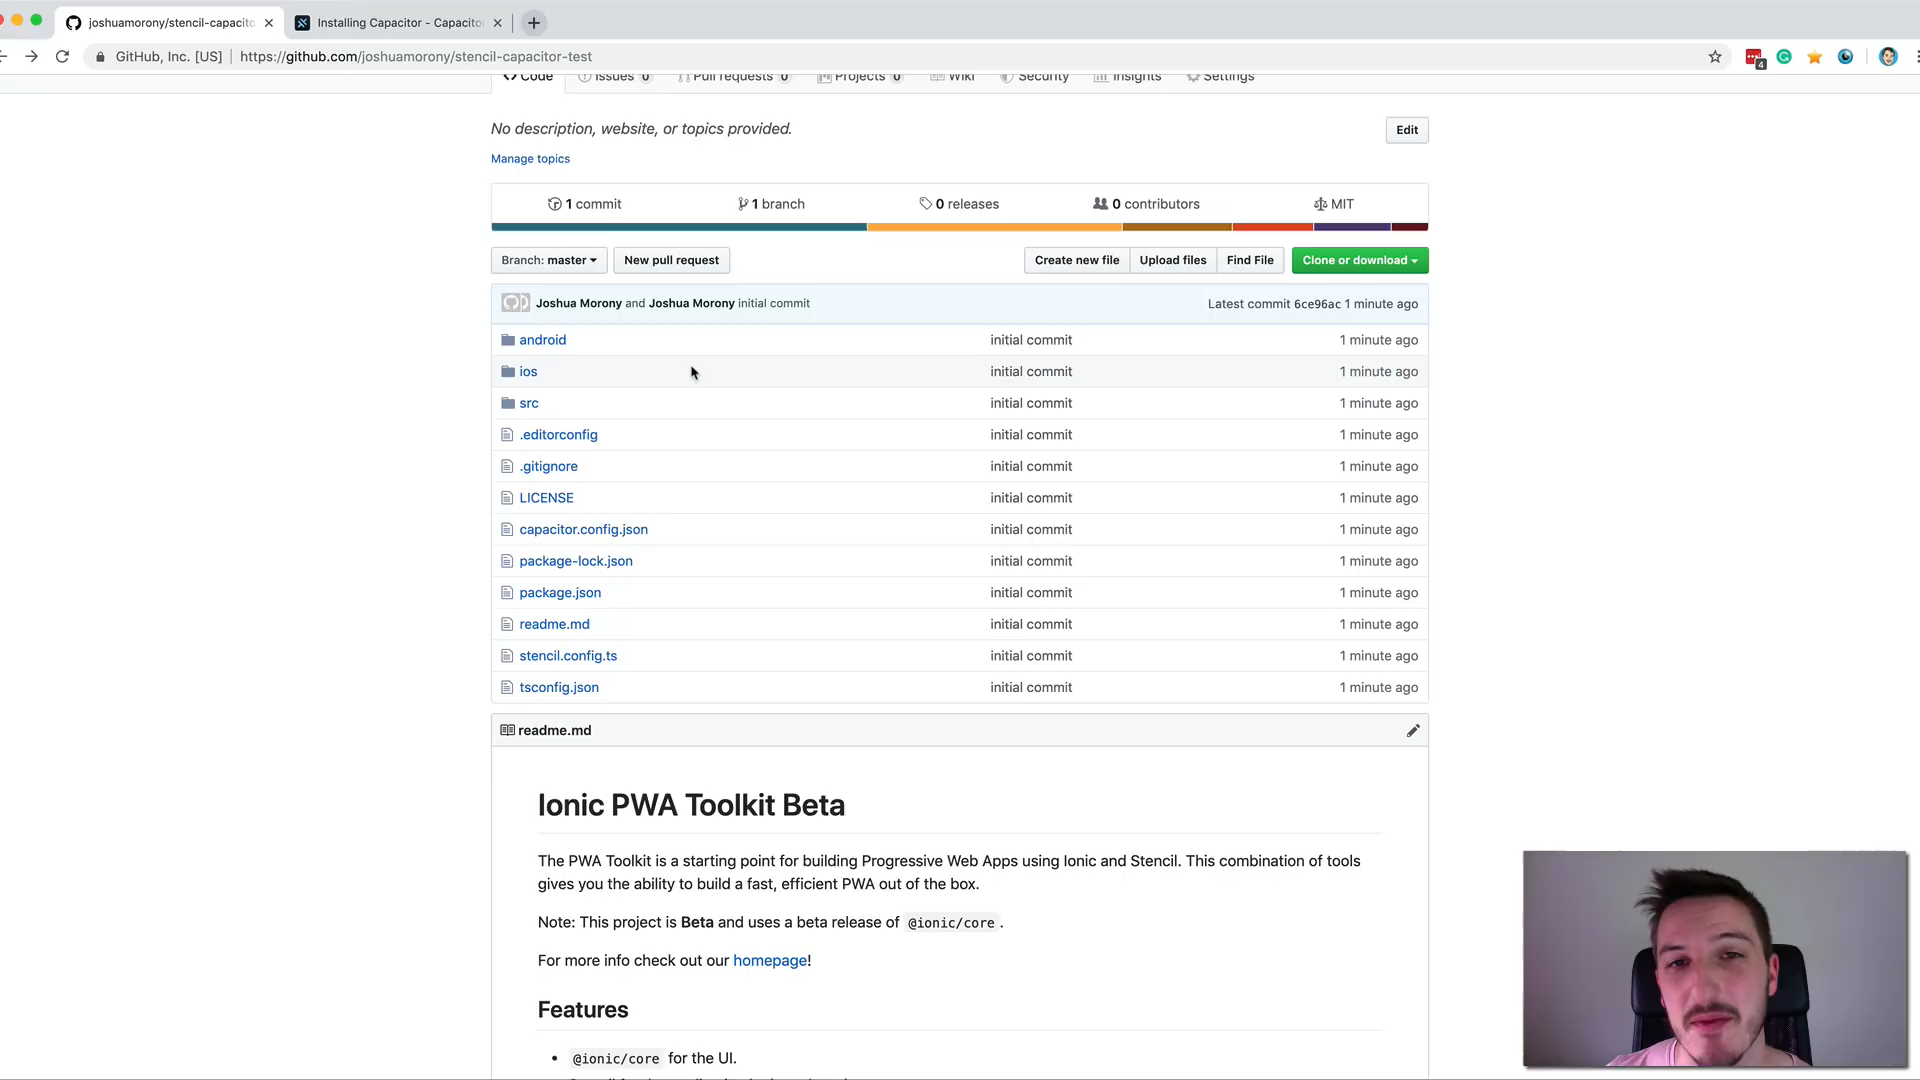 joshuamorony/stencil-capacito
Installing Capacitor - Capacito
GitHub, Inc. [US] https://github.com/joshuamorony/stencil-capacitor-test
4
Code Issues 0 Pull requests 0 Projects 0 Wiki Security Insights Settings
No description, website, or topics provided.
Edit
Manage topics
1 commit 1 branch 0 releases 0 contributors MIT
Branch: master New pull request Create new file Upload files Find File Clone or download
Joshua Morony and Joshua Morony initial commit Latest commit 6ce96ac 1 minute ago
android initial commit 1 minute ago
ios initial commit 1 minute ago
src initial commit 1 minute ago
.editorconfig initial commit 1 minute ago
.gitignore initial commit 1 minute ago
LICENSE initial commit 1 minute ago
capacitor.config.json initial commit 1 minute ago
package-lock.json initial commit 1 minute ago
package.json initial commit 1 minute ago
readme.md initial commit 1 minute ago
stencil.config.ts initial commit 1 minute ago
tsconfig.json initial commit 1 minute ago
readme.md
Ionic PWA Toolkit Beta
The PWA Toolkit is a starting point for building Progressive Web Apps using Ionic and Stencil. This combination of tools
gives you the ability to build a fast, efficient PWA out of the box.
Note: This project is Beta and uses a beta release of @ionic/core .
For more info check out our homepage!
Features
• @ionic/core for the UI.